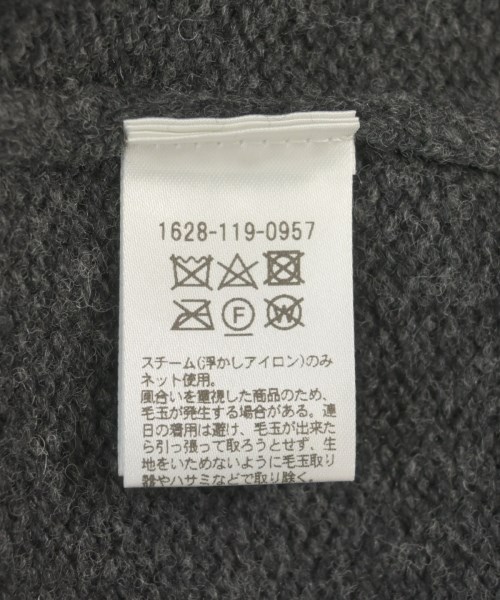 1628-119-0957
F
W
スチーム(浮かしアイロン)のみ
ネット使用。
風合いを重視した商品のため、
毛玉が発生する場合がある。連
日の着用は避け、毛玉が出来た
ら引っ張って取ろうとせず、生
地をいためないように毛玉取り
器やハサミなどで取り除く。